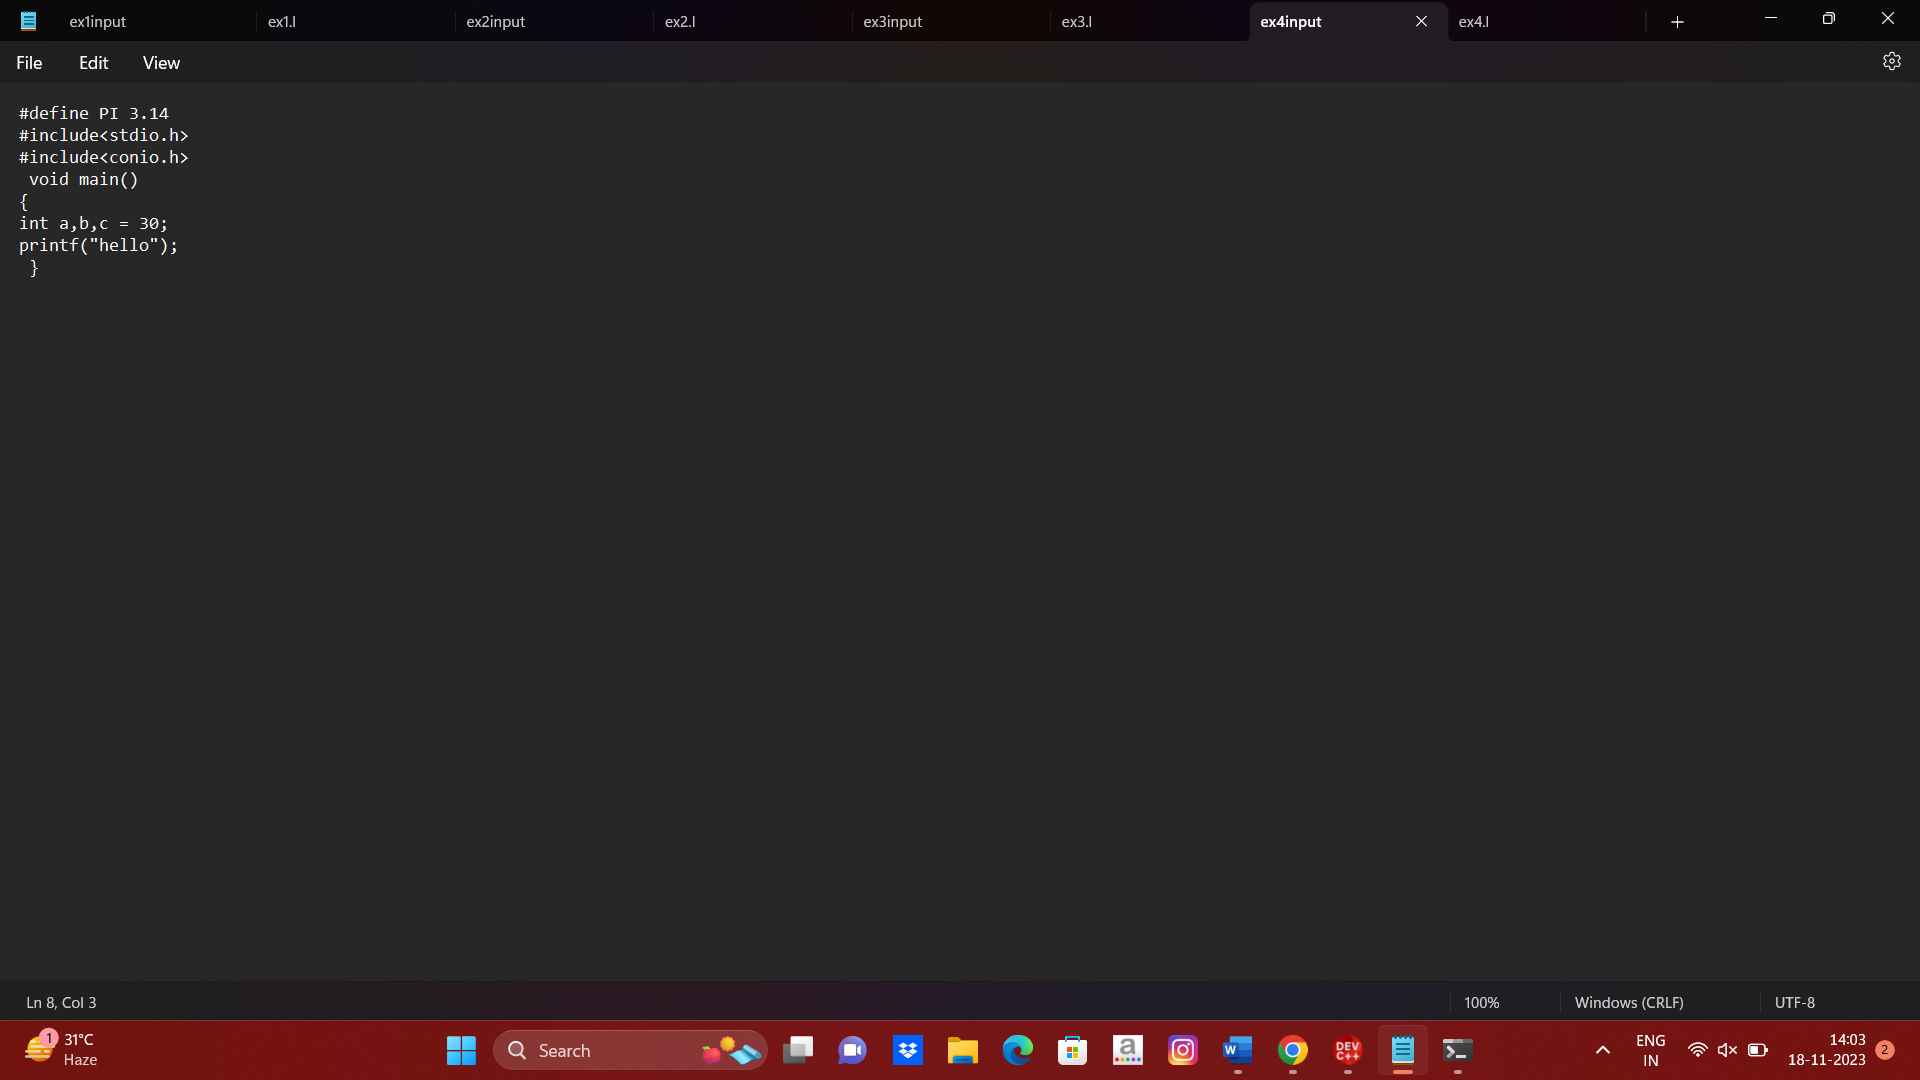 ex1input ex1.l ex2input ex2.l ex3input ex3.l ex4input ex4.l
File Edit View
#define PI 3.14
#include<stdio.h>
#include<conio.h>
 void main()
{
int a,b,c = 30;
printf("hello");
 }
Ln 8, Col 3 100% Windows (CRLF) UTF-8
1 31°C
Haze
Search
a
W
DEV
C++
ENG
IN
14:03
18-11-2023
2